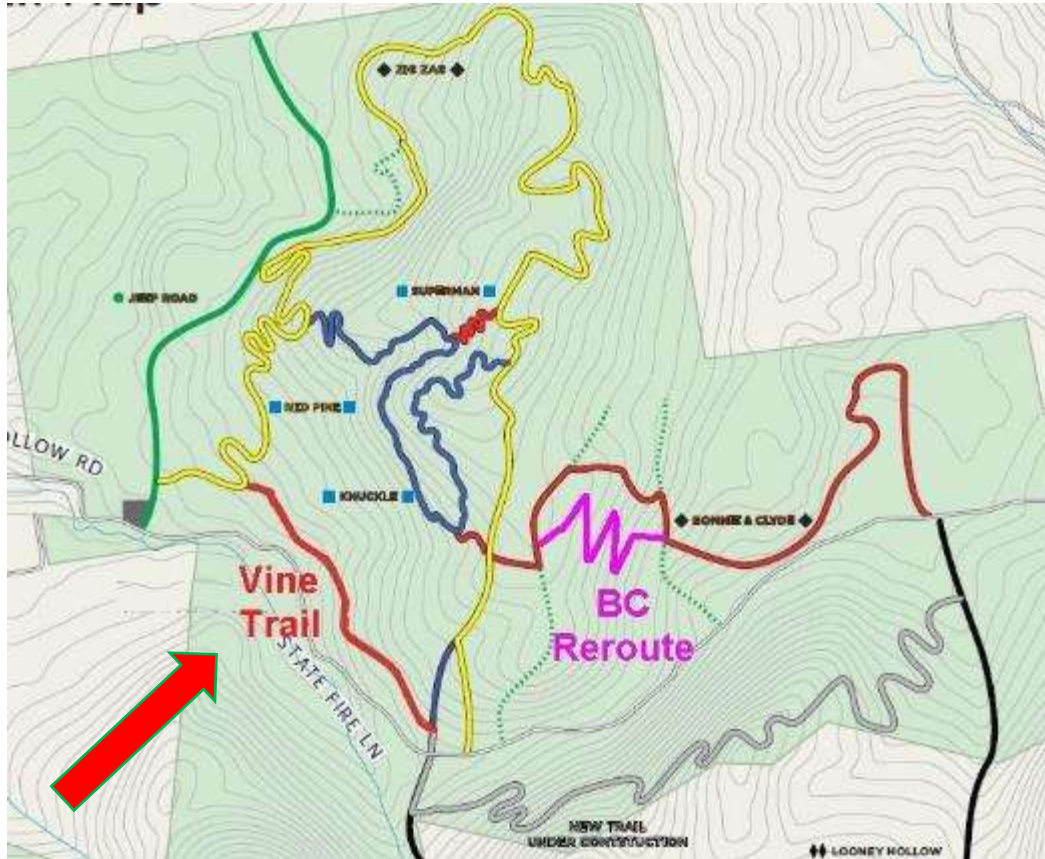 ZIG ZAG
JEEP ROAD
SUPERMAN
RED PINE
OLLOW RD
KNUCKLE
BONNIE & CLYDE
Vine
Trail
BC
Reroute
STATE FIRE LN
NEW TRAIL
UNDER CONTSTUCTION
LOONEY HOLLOW